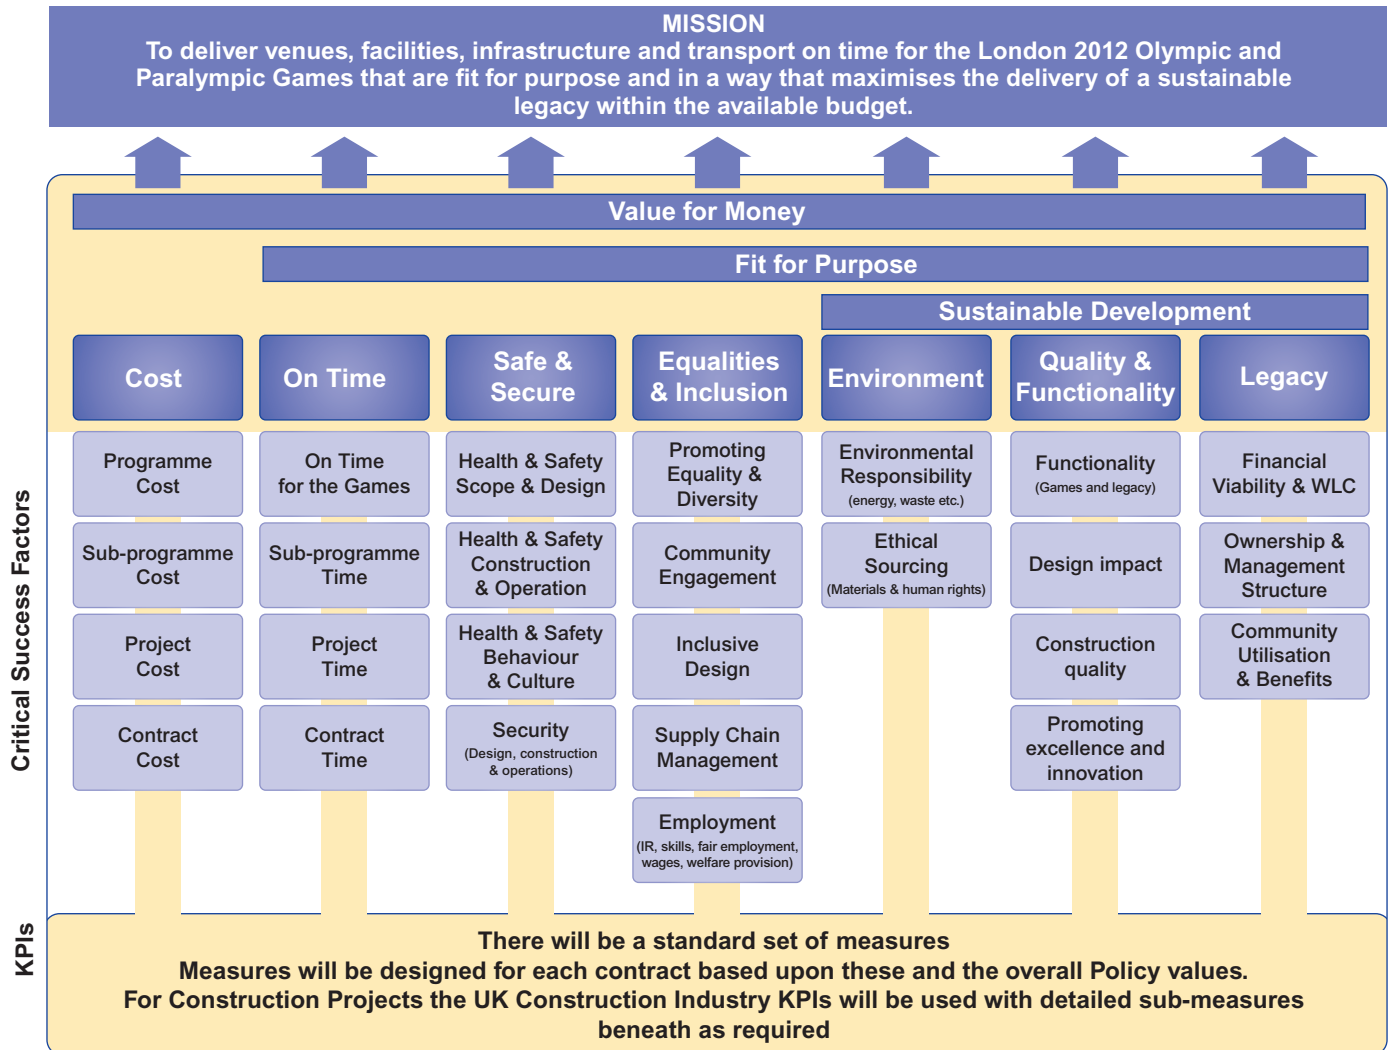 MISSION
To deliver venues, facilities, infrastructure and transport on time for the London 2012 Olympic and
Paralympic Games that are fit for purpose and in a way that maximises the delivery of a sustainable
legacy within the available budget.
Value for Money
Fit for Purpose
Sustainable Development
Cost
On Time
Safe &
Secure
Equalities
& Inclusion
Environment
Quality &
Functionality
Legacy
Critical Success Factors
Programme
Cost
Sub-programme
Cost
Project
Cost
Contract
Cost
On Time
for the Games
Sub-programme
Time
Project
Time
Contract
Time
Health & Safety
Scope & Design
Health & Safety
Construction
& Operation
Health & Safety
Behaviour
& Culture
Security
(Design, construction
& operations)
Promoting
Equality &
Diversity
Community
Engagement
Inclusive
Design
Supply Chain
Management
Employment
(IR, skills, fair employment,
wages, welfare provision)
Environmental
Responsibility
(energy, waste etc.)
Ethical
Sourcing
(Materials & human rights)
Functionality
(Games and legacy)
Design impact
Construction
quality
Promoting
excellence and
innovation
Financial
Viability & WLC
Ownership &
Management
Structure
Community
Utilisation
& Benefits
KPIs
There will be a standard set of measures
Measures will be designed for each contract based upon these and the overall Policy values.
For Construction Projects the UK Construction Industry KPIs will be used with detailed sub-measures
beneath as required